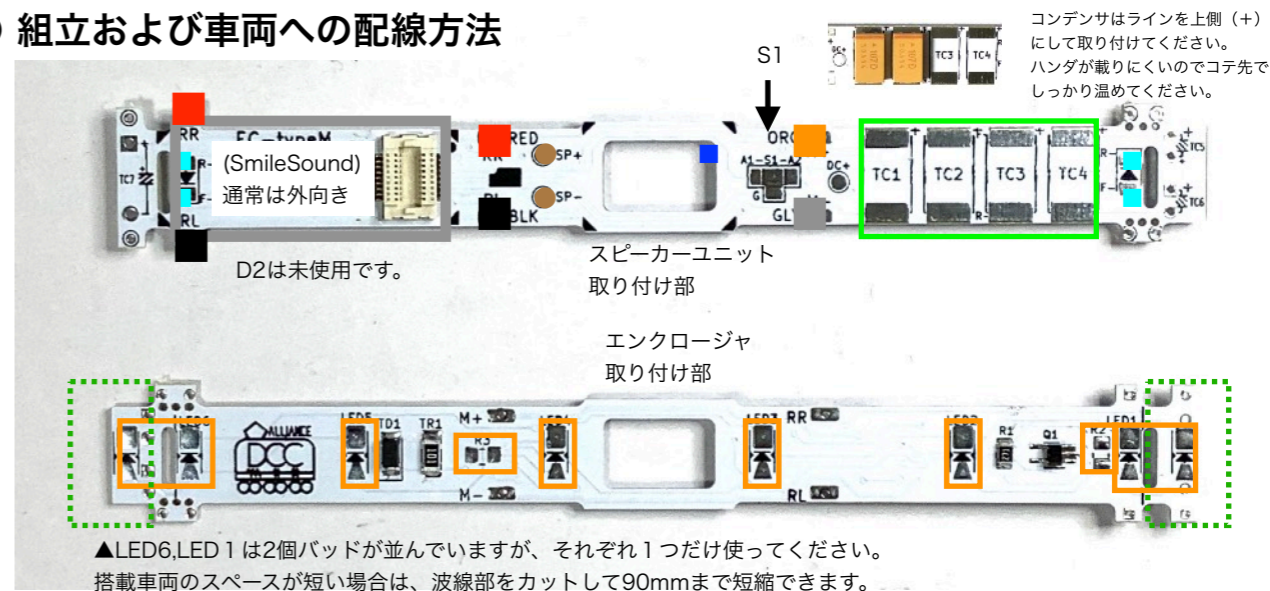 組立および車両への配線方法
コンデンサはラインを上側（＋）
にして取り付けてください。
ハンダが載りにくいのでコテ先で
しっかり温めてください。
S1
DC+
107D
TC3
TC4
RR
EC-typeM
RED
SP+
ORG
A1-S1-A2
DC+
TC1
TC2
TC3
TC4
TC5
(SmileSound)
通常は外向き
TC7
R-
F-
RL
BLK
SP-
G
R-
F-
TC6
D2は未使用です。
スピーカーユニット
取り付け部
エンクロージャ
取り付け部
LED6
ALLIANCE
DCC
LED5
TD1
TR1
M+
R3
M-
LED4
LED3
RR
RL
LED2
R1
Q1
R2
LED1
▲LED6,LED１は2個バッドが並んでいますが、それぞれ１つだけ使ってください。
搭載車両のスペースが短い場合は、波線部をカットして90mmまで短縮できます。